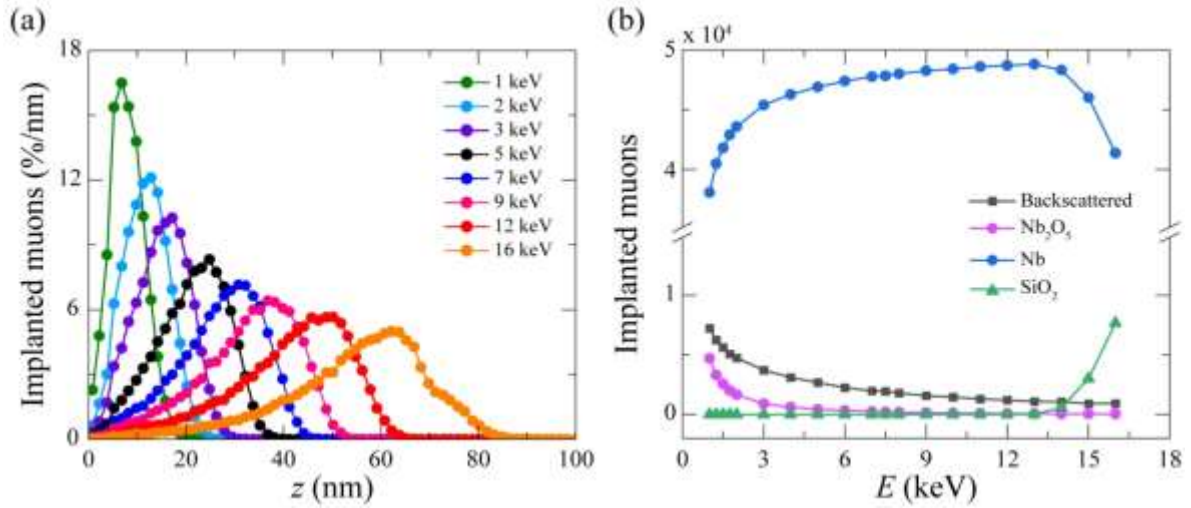 (a)
Implanted muons (%/nm)
18
12
6
0
0
20
40
60
80
100
z (nm)
1 keV
2 keV
3 keV
5 keV
7 keV
9 keV
12 keV
16 keV
(b)
x 10⁴
Implanted muons
5
4
1
0
0
3
6
9
12
15
18
E (keV)
Backscattered
Nb₂O₅
Nb
SiO₂